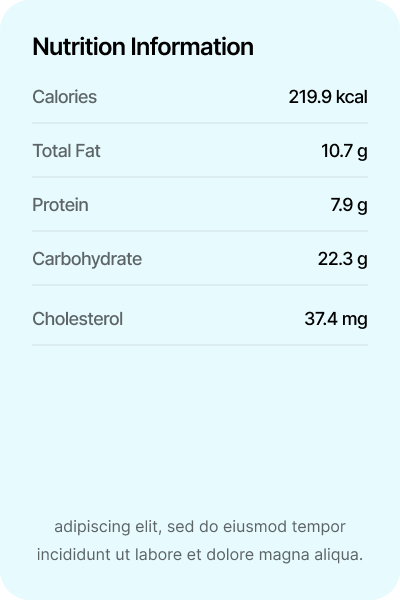 Nutrition Information
Calories 219.9 kcal
Total Fat 10.7 g
Protein 7.9 g
Carbohydrate 22.3 g
Cholesterol 37.4 mg
adipiscing elit, sed do eiusmod tempor
incididunt ut labore et dolore magna aliqua.